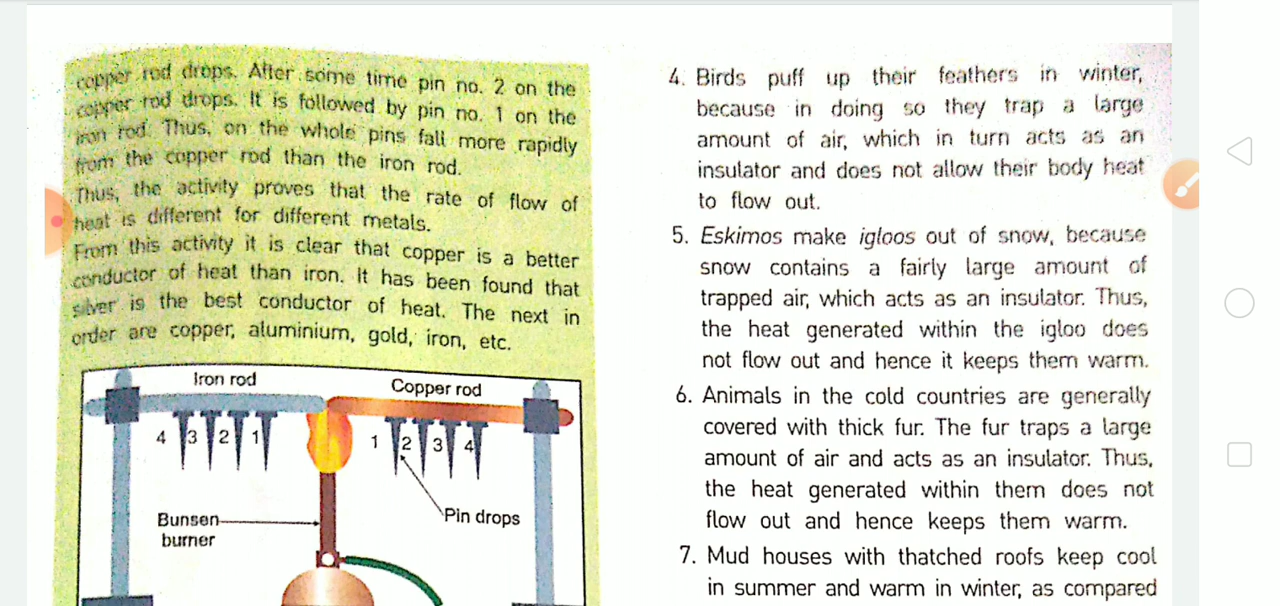 copper rod drops. After some time pin no. 2 on the
copper rod drops. It is followed by pin no. 1 on the
iron rod. Thus, on the whole pins fall more rapidly
from the copper rod than the iron rod.
Thus, the activity proves that the rate of flow of
heat is different for different metals.
From this activity it is clear that copper is a better
conductor of heat than iron. It has been found that
silver is the best conductor of heat. The next in
order are copper, aluminium, gold, iron, etc.
Iron rod
Copper rod
4 3 2 1
1 2 3 4
Bunsen
burner
Pin drops
4. Birds puff up their feathers in winter,
because in doing so they trap a large
amount of air, which in turn acts as an
insulator and does not allow their body heat
to flow out.
5. Eskimos make igloos out of snow, because
snow contains a fairly large amount of
trapped air, which acts as an insulator. Thus,
the heat generated within the igloo does
not flow out and hence it keeps them warm.
6. Animals in the cold countries are generally
covered with thick fur. The fur traps a large
amount of air and acts as an insulator. Thus,
the heat generated within them does not
flow out and hence keeps them warm.
7. Mud houses with thatched roofs keep cool
in summer and warm in winter, as compared